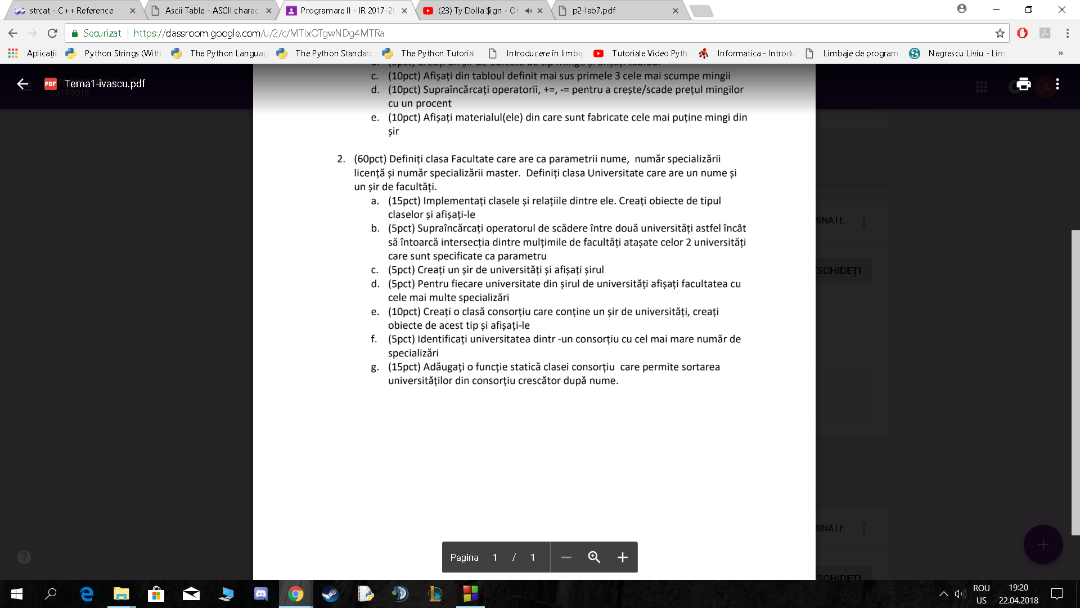 strcat - C++ Reference
Ascii Table - ASCII charac
Programare II - IR 2017-20
(23) Ty Dolla $ign - Cl
p2-lab7.pdf
Securizat
https://classroom.google.com/u/2/c/MTIxOTgwNDg4MTRa
Aplicații
Python Strings (With
The Python Languag
The Python Standard
The Python Tutorial
Introducere în limbaj
Tutoriale Video Pyth
Informatica - Introdu
Limbaje de program
Negrescu Liviu - Lim
»
Tema1-ivascu.pdf
c. (10pct) Afișați din tabloul definit mai sus primele 3 cele mai scumpe mingii
d. (10pct) Supraîncărcați operatorii, +=, -= pentru a crește/scade prețul mingilor
cu un procent
e. (10pct) Afișați materialul(ele) din care sunt fabricate cele mai puține mingi din
șir
2. (60pct) Definiți clasa Facultate care are ca parametrii nume, număr specializării
licență și număr specializării master. Definiți clasa Universitate care are un nume și
un șir de facultăți.
a. (15pct) Implementați clasele și relațiile dintre ele. Creați obiecte de tipul
claselor și afișați-le
b. (5pct) Supraîncărcați operatorul de scădere între două universități astfel încât
să întoarcă intersecția dintre mulțimile de facultăți atașate celor 2 universități
care sunt specificate ca parametru
c. (5pct) Creați un șir de universități și afișați șirul
d. (5pct) Pentru fiecare universitate din șirul de universități afișați facultatea cu
cele mai multe specializări
e. (10pct) Creați o clasă consorțiu care conține un șir de universități, creați
obiecte de acest tip și afișați-le
f. (5pct) Identificați universitatea dintr -un consorțiu cu cel mai mare număr de
specializări
g. (15pct) Adăugați o funcție statică clasei consorțiu care permite sortarea
universităților din consorțiu crescător după nume.
Pagina 1 / 1
ROU
US
19:20
22.04.2018